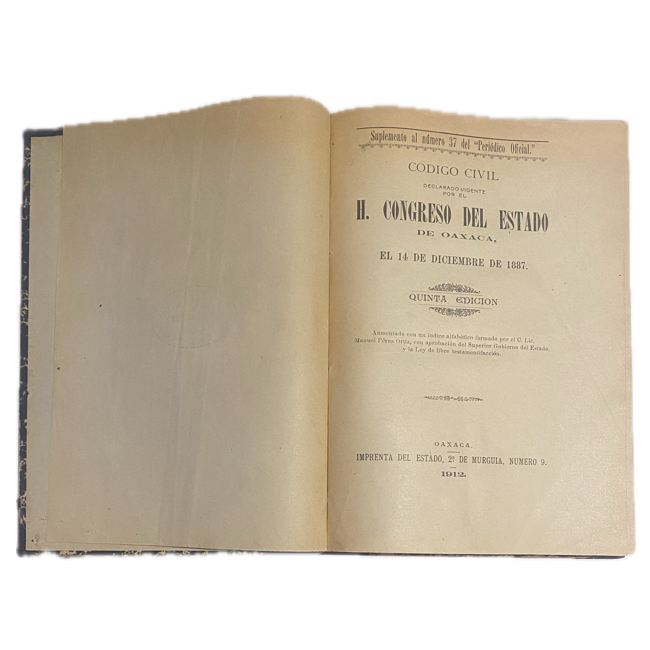 Suplemento al número 37 del "Periódico Oficial."
CODIGO CIVIL
DECLARADO VIGENTE
POR EL
H. CONGRESO DEL ESTADO
DE OAXACA,
EL 14 DE DICIEMBRE DE 1887.
QUINTA EDICION
Aumentada con un índice alfabético formado por el C. Lic.
Manuel Pérez Ortiz, con aprobación del Superior Gobierno del Estado
y la Ley de libre testamentifacción.
OAXACA.
IMPRENTA DEL ESTADO, 2ª DE MURGUIA, NUMERO 9.
1912.